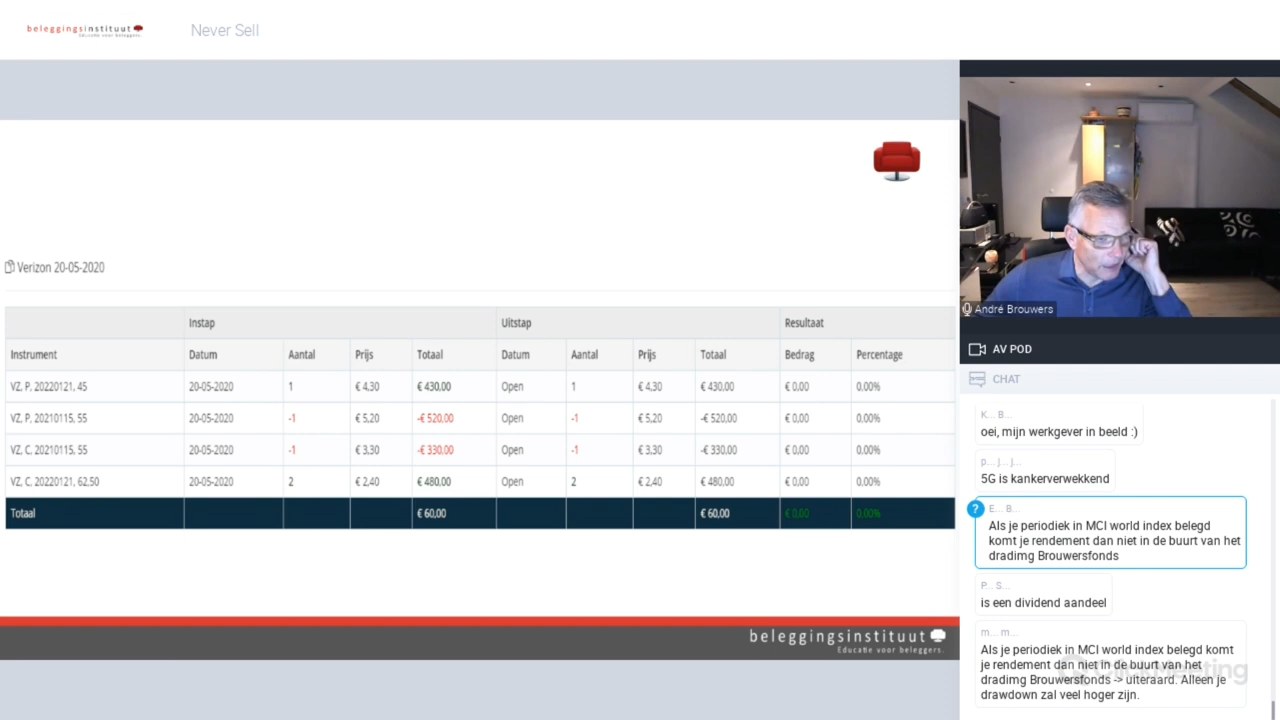 beleggingsinstituut
Educatie voor beleggers.
Never Sell
Verizon 20-05-2020
Instap Uitstap Resultaat
Instrument Datum Aantal Prijs Totaal Datum Aantal Prijs Totaal Bedrag Percentage
VZ, P, 20220121, 45 20-05-2020 1 € 4,30 € 430,00 Open 1 € 4,30 € 430,00 € 0,00 0.00%
VZ, P, 20210115, 55 20-05-2020 -1 € 5,20 -€ 520,00 Open -1 € 5,20 -€ 520,00 € 0,00 0.00%
VZ, C, 20210115, 55 20-05-2020 -1 € 3,30 -€ 330,00 Open -1 € 3,30 -€ 330,00 € 0,00 0.00%
VZ, C, 20220121, 62.50 20-05-2020 2 € 2,40 € 480,00 Open 2 € 2,40 € 480,00 € 0,00 0.00%
Totaal € 60,00 € 60,00 € 0,00 0.00%
beleggingsinstituut
Educatie voor beleggers.
André Brouwers
AV POD
CHAT
K... B...
oei, mijn werkgever in beeld :)
p... j... j...
5G is kankerverwekkend
? E... B...
Als je periodiek in MCI world index belegd
komt je rendement dan niet in de buurt van het
dradimg Brouwersfonds
P... S...
is een dividend aandeel
m... m...
Als je periodiek in MCI world index belegd komt
je rendement dan niet in de buurt van het
dradimg Brouwersfonds -> uiteraard. Alleen je
drawdown zal veel hoger zijn.
ClickMeeting